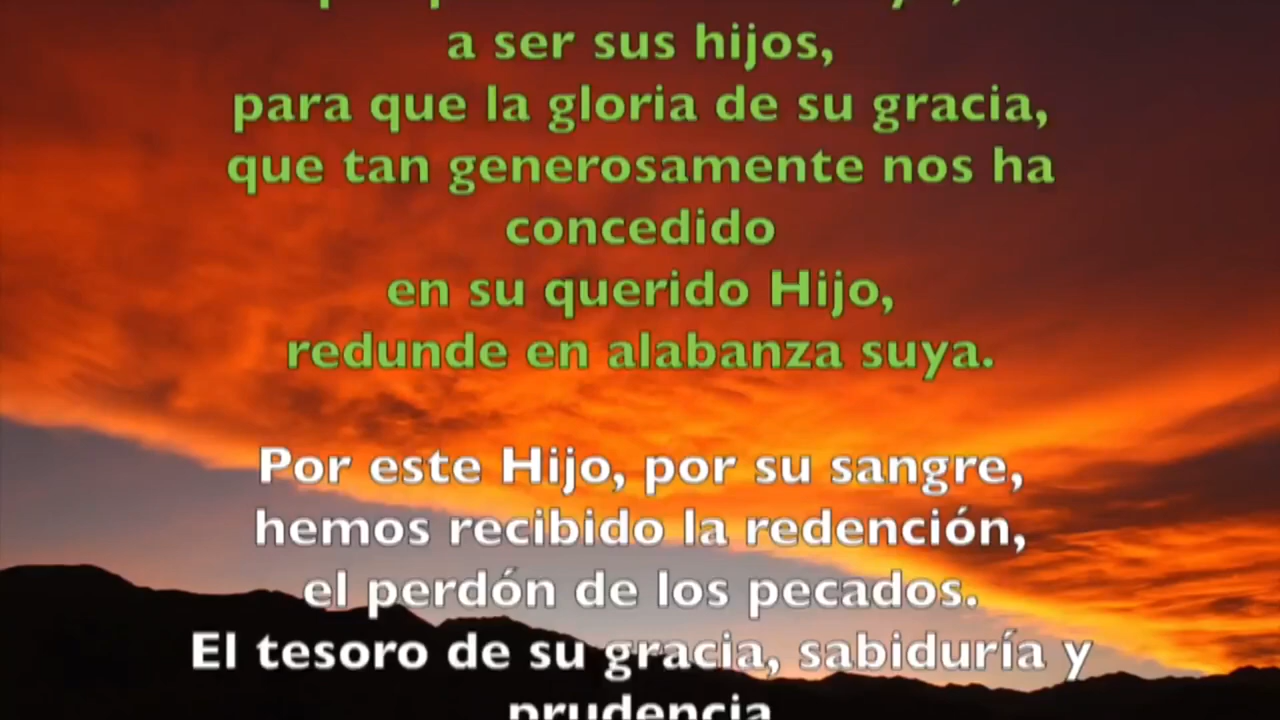 a ser sus hijos,
para que la gloria de su gracia,
que tan generosamente nos ha
concedido
en su querido Hijo,
redunde en alabanza suya.
Por este Hijo, por su sangre,
hemos recibido la redención,
el perdón de los pecados.
El tesoro de su gracia, sabiduría y
prudencia